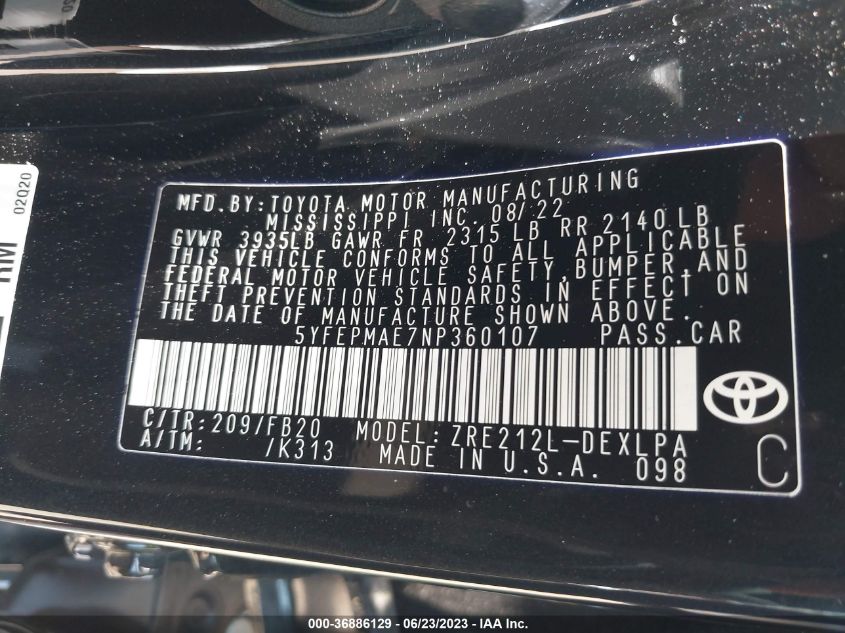 02Q20
RM
MFD.BY:TOYOTA MOTOR MANUFACTURING
MISSISSIPPI INC. 08/22
GVWR 3935LB GAWR FR 2315 LB RR 2140 LB
THIS VEHICLE CONFORMS TO ALL APPLICABLE
FEDERAL MOTOR VEHICLE SAFETY,BUMPER,AND
THEFT PREVENTION STANDARDS IN EFFECT ON
THE DATE OF MANUFACTURE SHOWN ABOVE.
5YFEPMAE7NP360107 PASS.CAR
C/TR:209/FB20 MODEL:ZRE212L-DEXLPA
A/TM: /K313 MADE IN U.S.A. 098
C
000-36886129 — 06/23/2023 — IAA Inc.